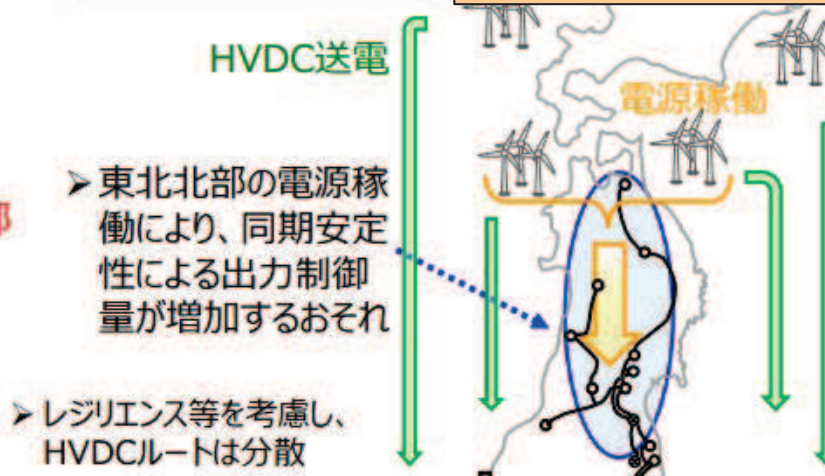 HVDC送電
電源稼働
➢東北北部の電源稼
働により、同期安定
性による出力制御
量が増加するおそれ
部
➢レジリエンス等を考慮し、
HVDCルートは分散